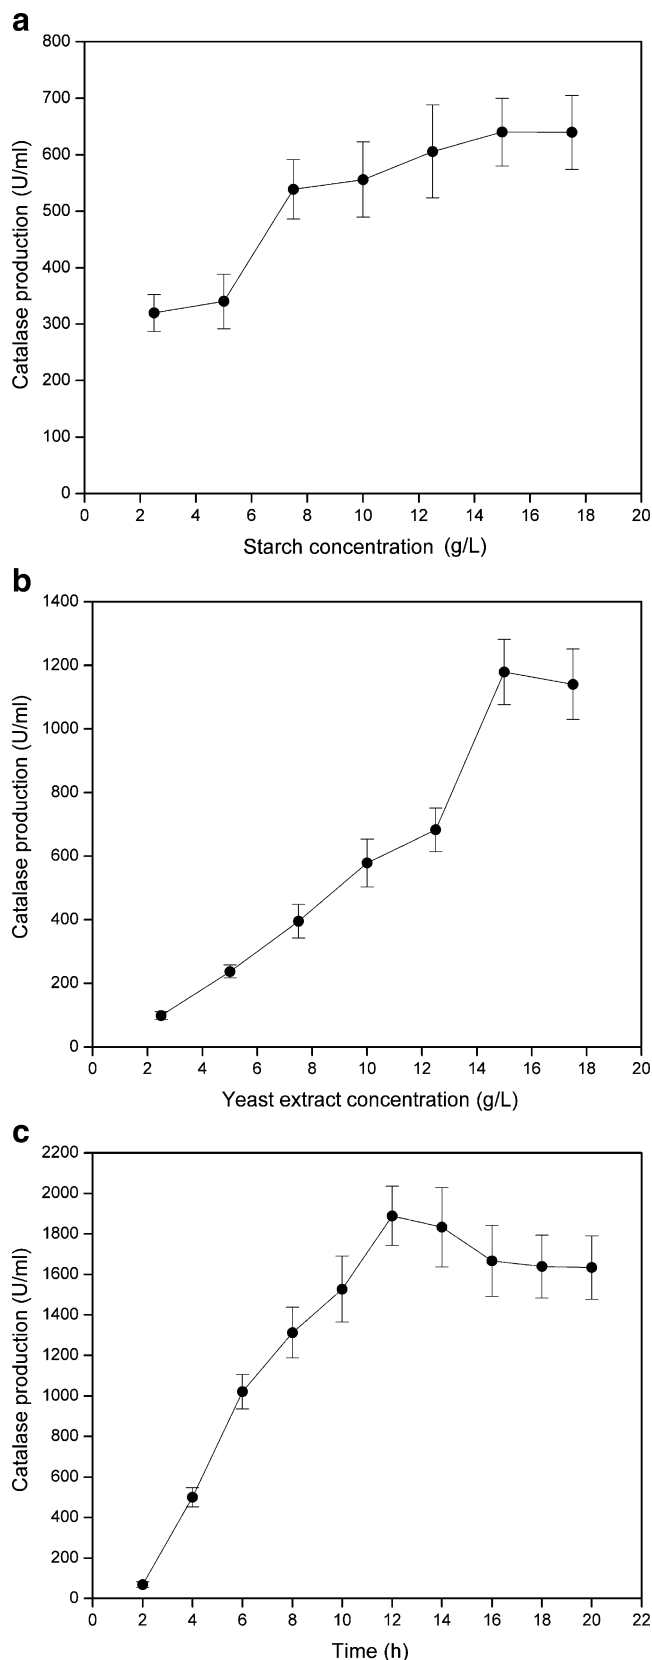 a
800
700
600
500
400
300
200
100
0
Catalase production (U/ml)
0 2 4 6 8 10 12 14 16 18 20
Starch concentration (g/L)
b
1400
1200
1000
800
600
400
200
0
Catalase production (U/ml)
0 2 4 6 8 10 12 14 16 18 20
Yeast extract concentration (g/L)
c
2200
2000
1800
1600
1400
1200
1000
800
600
400
200
0
Catalase production (U/ml)
0 2 4 6 8 10 12 14 16 18 20 22
Time (h)